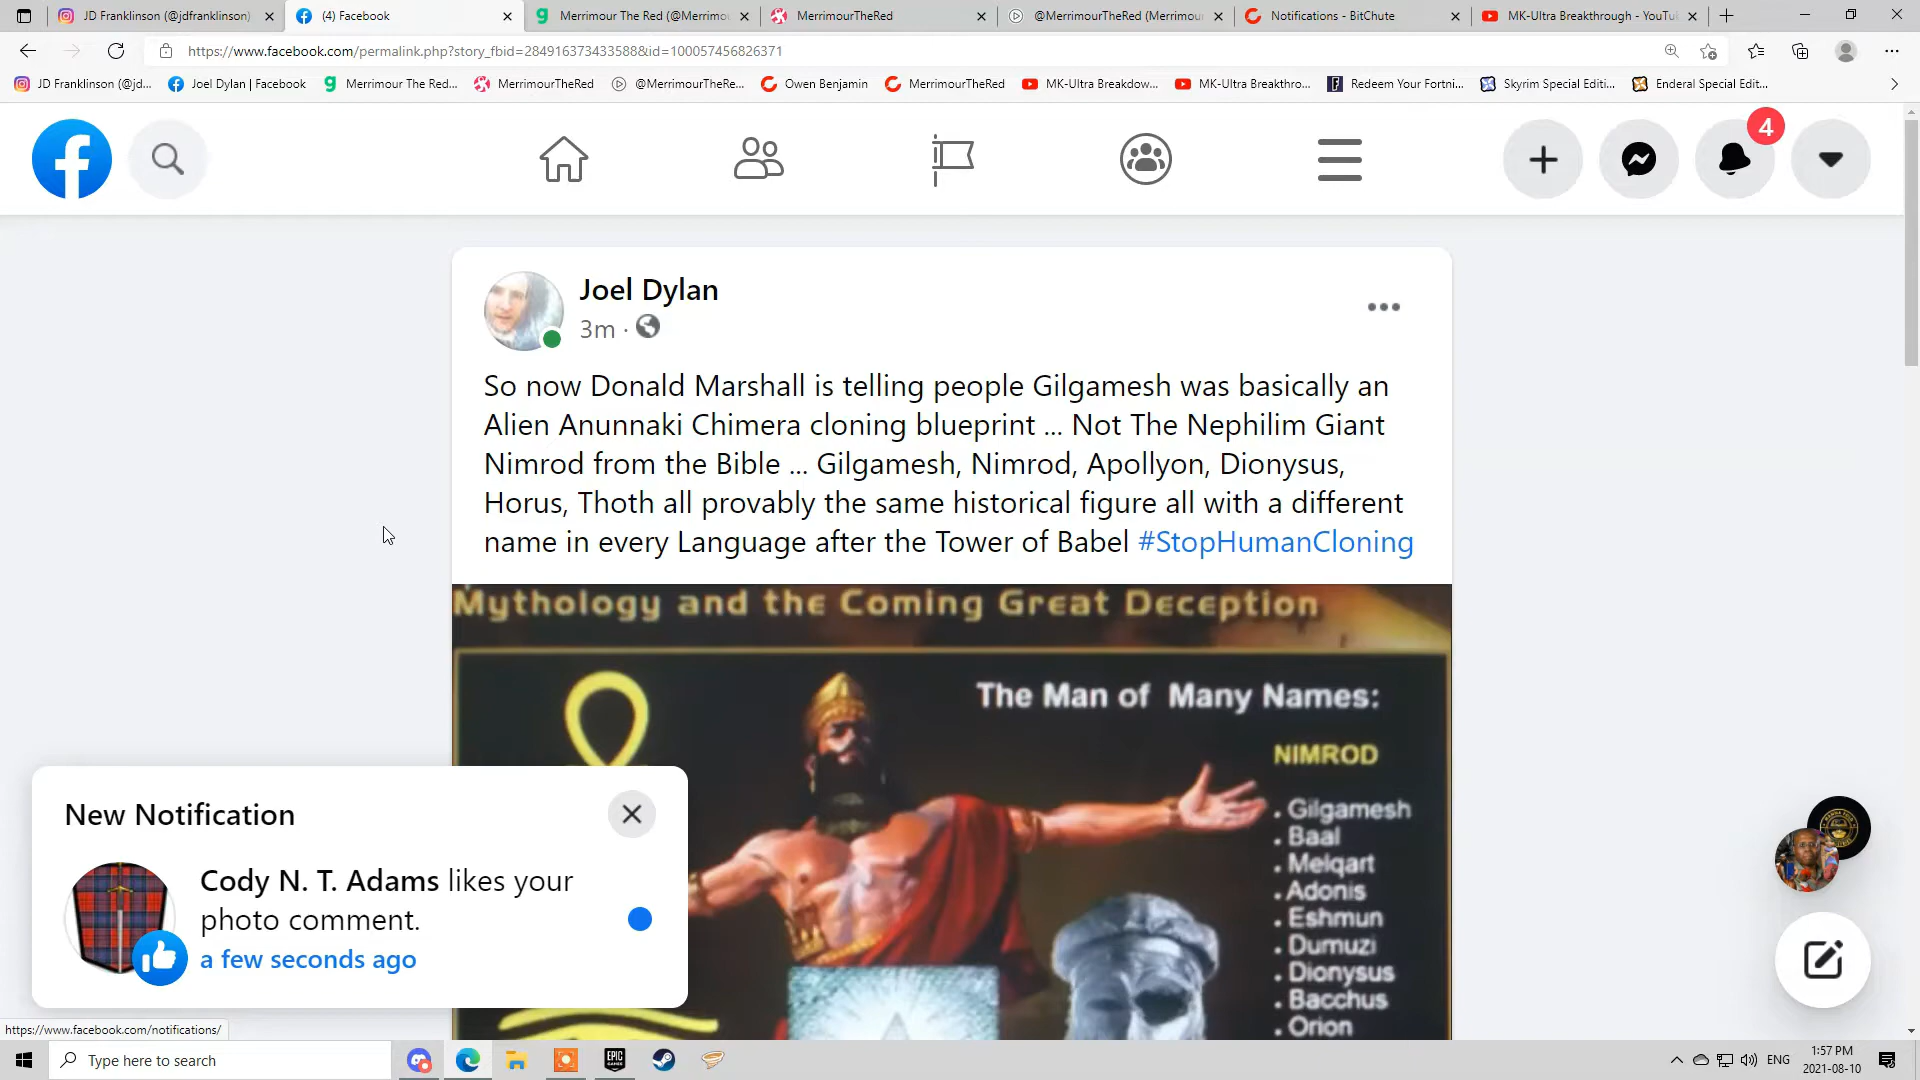 JD Franklinson (@jdfranklinson)
(4) Facebook
Merrimour The Red (@Merrimou
MerrimourTheRed
@MerrimourTheRed (Merrimour
Notifications - BitChute
MK-Ultra Breakthrough - YouTu
https://www.facebook.com/permalink.php?story_fbid=284916373433588&id=100057456826371
JD Franklinson (@jd...
Joel Dylan | Facebook
Merrimour The Red...
MerrimourTheRed
@MerrimourTheRe...
Owen Benjamin
MerrimourTheRed
MK-Ultra Breakdow...
MK-Ultra Breakthro...
Redeem Your Fortni...
Skyrim Special Editi...
Enderal Special Edit...
4
Joel Dylan
3m ·
So now Donald Marshall is telling people Gilgamesh was basically an
Alien Anunnaki Chimera cloning blueprint ... Not The Nephilim Giant
Nimrod from the Bible ... Gilgamesh, Nimrod, Apollyon, Dionysus,
Horus, Thoth all provably the same historical figure all with a different
name in every Language after the Tower of Babel #StopHumanCloning
Mythology and the Coming Great Deception
The Man of Many Names:
NIMROD
. Gilgamesh
. Baal
. Melqart
. Adonis
. Eshmun
. Dumuzi
. Dionysus
. Bacchus
. Orion
New Notification
Cody N. T. Adams likes your
photo comment.
a few seconds ago
https://www.facebook.com/notifications/
Type here to search
EPIC
GAMES
ENG
1:57 PM
2021-08-10